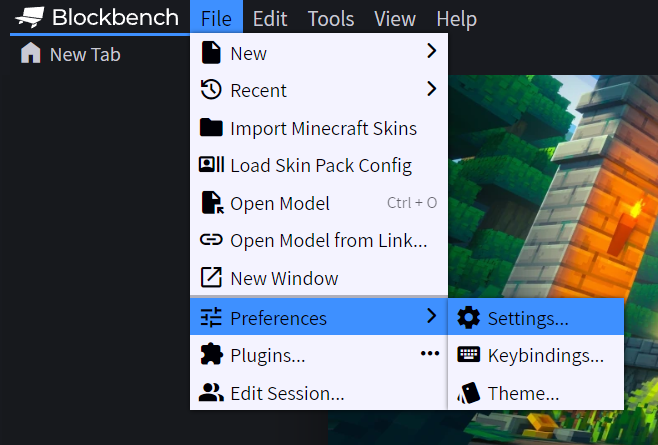 Blockbench File Edit Tools View Help
New Tab
New
Recent
Import Minecraft Skins
Load Skin Pack Config
Open Model Ctrl + O
Open Model from Link...
New Window
Preferences Settings...
Plugins... Keybindings...
Edit Session... Theme...